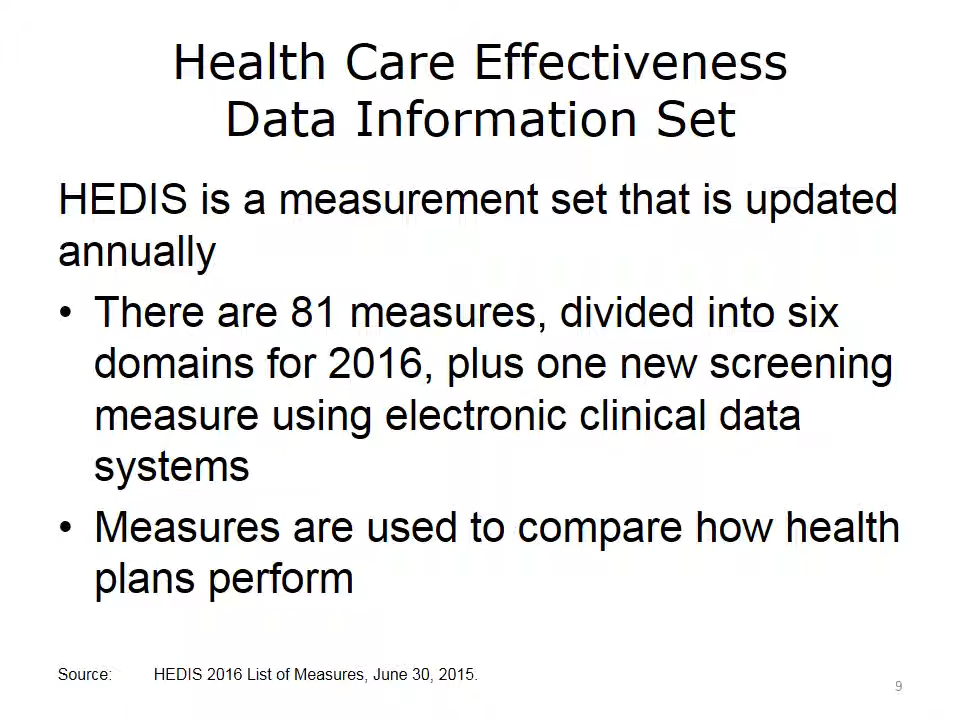 Health Care Effectiveness
Data Information Set
HEDIS is a measurement set that is updated
annually
• There are 81 measures, divided into six
domains for 2016, plus one new screening
measure using electronic clinical data
systems
• Measures are used to compare how health
plans perform
Source: HEDIS 2016 List of Measures, June 30, 2015.
9